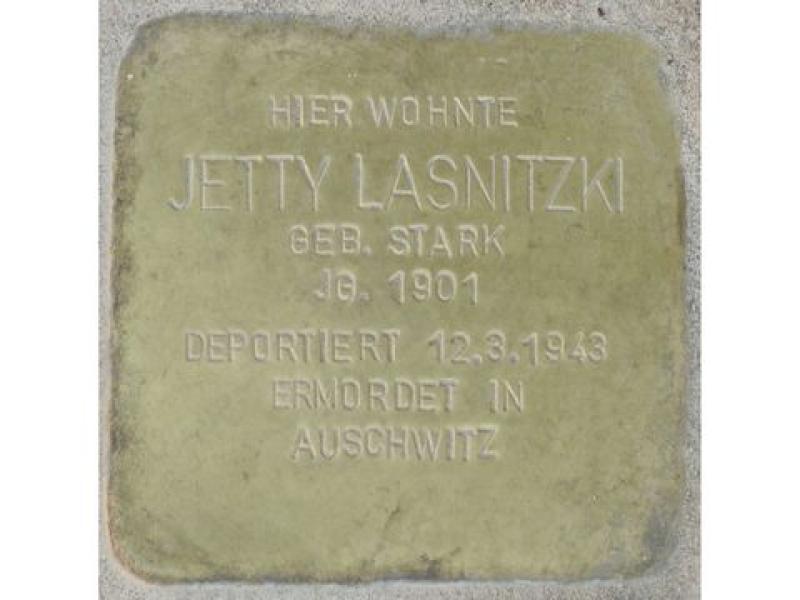 HIER WOHNTE
JETTY LASNITZKI
GEB. STARK
JG. 1901
DEPORTIERT 12.3.1943
ERMORDET IN
AUSCHWITZ